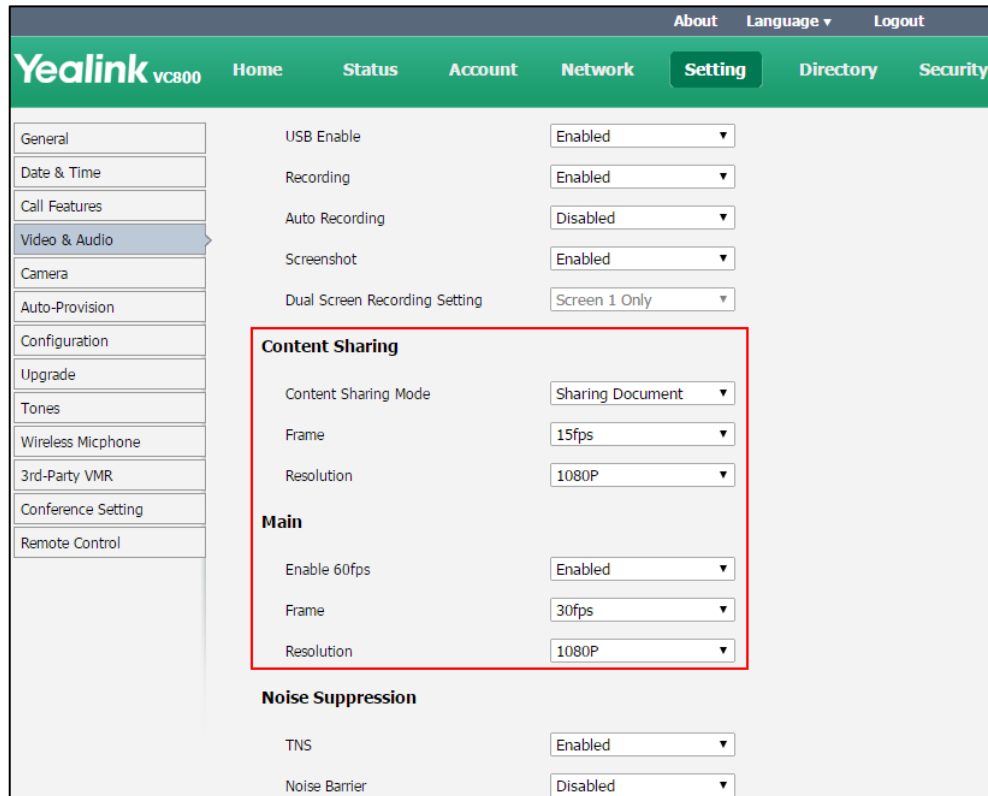 About Language ▾ Logout
Yealink VC800 Home Status Account Network Setting Directory Security
General
Date & Time
Call Features
Video & Audio
Camera
Auto-Provision
Configuration
Upgrade
Tones
Wireless Micphone
3rd-Party VMR
Conference Setting
Remote Control
USB Enable Enabled
Recording Enabled
Auto Recording Disabled
Screenshot Enabled
Dual Screen Recording Setting Screen 1 Only
Content Sharing
Content Sharing Mode Sharing Document
Frame 15fps
Resolution 1080P
Main
Enable 60fps Enabled
Frame 30fps
Resolution 1080P
Noise Suppression
TNS Enabled
Noise Barrier Disabled